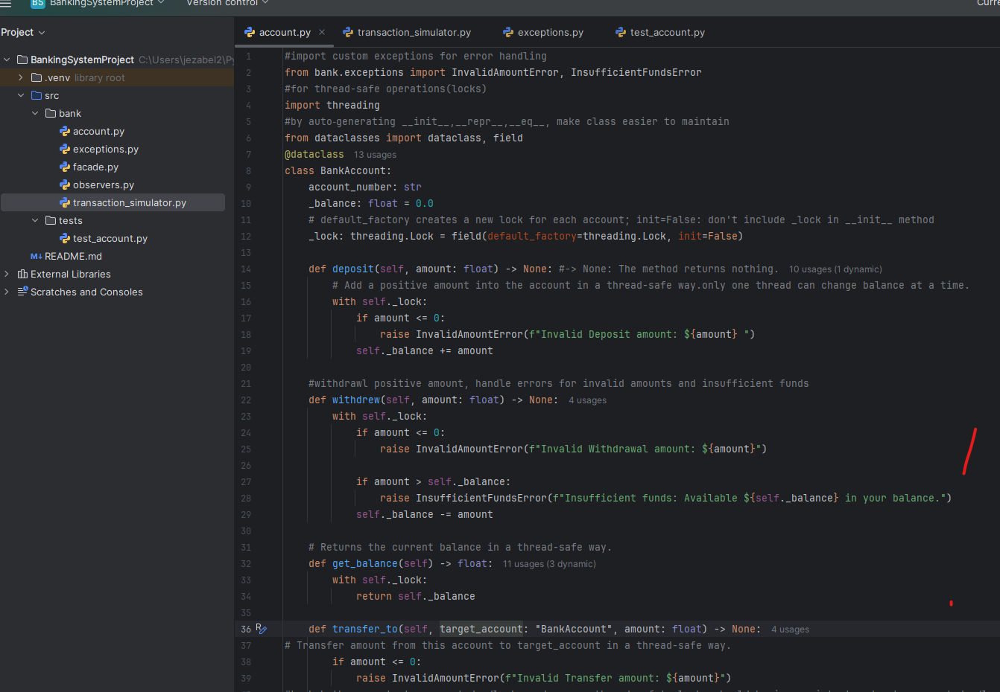 BS BankingSystemProject Version control Curre
Project
account.py × transaction_simulator.py exceptions.py test_account.py
BankingSystemProject C:\Users\jezabel2\Py
.venv library root
src
bank
account.py
exceptions.py
facade.py
observers.py
transaction_simulator.py
tests
test_account.py
M↓ README.md
External Libraries
Scratches and Consoles
1 #import custom exceptions for error handling
2 from bank.exceptions import InvalidAmountError, InsufficientFundsError
3 #for thread-safe operations(locks)
4 import threading
5 #by auto-generating __init__,__repr__,__eq__, make class easier to maintain
6 from dataclasses import dataclass, field
7 @dataclass 13 usages
8 class BankAccount:
9 account_number: str
10 _balance: float = 0.0
11 # default_factory creates a new lock for each account; init=False: don't include _lock in __init__ method
12 _lock: threading.Lock = field(default_factory=threading.Lock, init=False)
13
14 def deposit(self, amount: float) -> None: #-> None: The method returns nothing. 10 usages (1 dynamic)
15 # Add a positive amount into the account in a thread-safe way.only one thread can change balance at a time.
16 with self._lock:
17 if amount <= 0:
18 raise InvalidAmountError(f"Invalid Deposit amount: ${amount} ")
19 self._balance += amount
20
21 #withdrawl positive amount, handle errors for invalid amounts and insufficient funds
22 def withdrew(self, amount: float) -> None: 4 usages
23 with self._lock:
24 if amount <= 0:
25 raise InvalidAmountError(f"Invalid Withdrawal amount: ${amount}")
26
27 if amount > self._balance:
28 raise InsufficientFundsError(f"Insufficient funds: Available ${self._balance} in your balance.")
29 self._balance -= amount
30
31 # Returns the current balance in a thread-safe way.
32 def get_balance(self) -> float: 11 usages (3 dynamic)
33 with self._lock:
34 return self._balance
35
36 def transfer_to(self, target_account: "BankAccount", amount: float) -> None: 4 usages
37 # Transfer amount from this account to target_account in a thread-safe way.
38 if amount <= 0:
39 raise InvalidAmountError(f"Invalid Transfer amount: ${amount}")